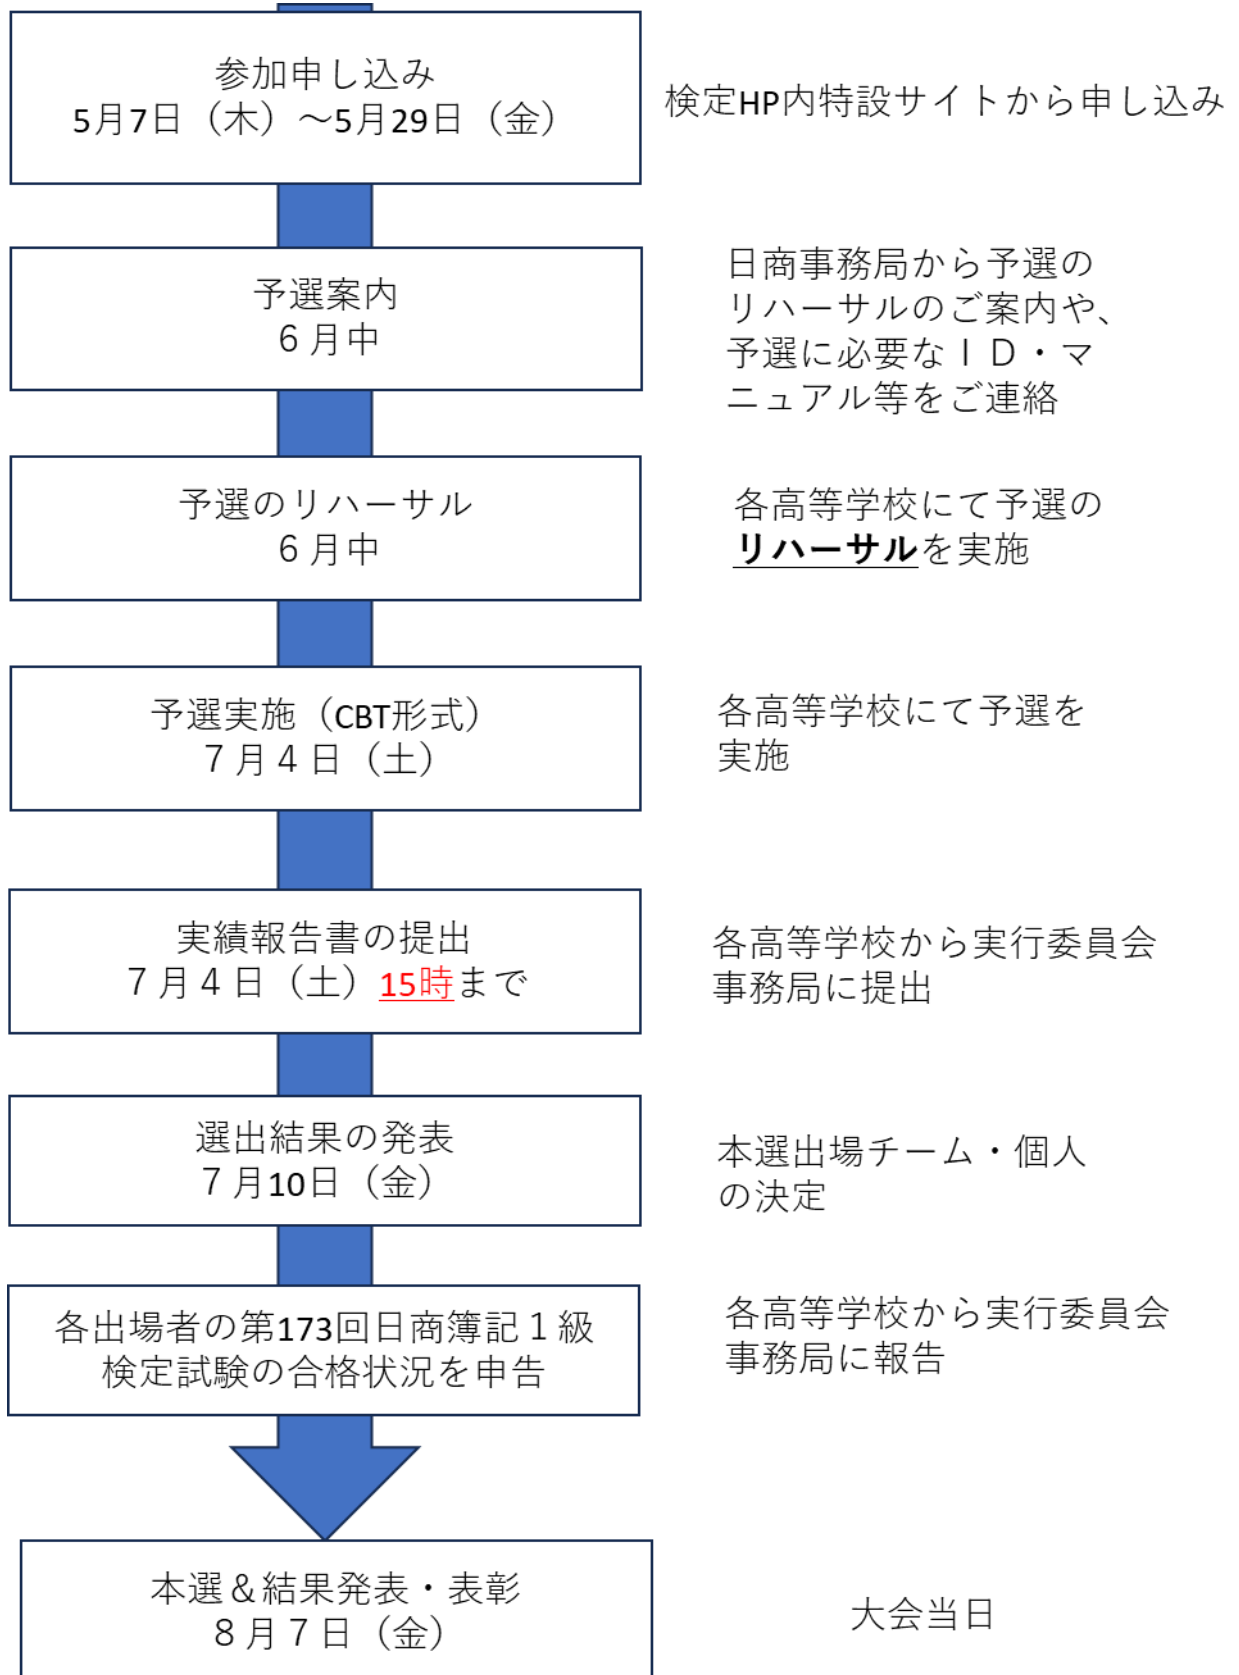 参加申し込み
5月7日（木）～5月29日（金）
検定HP内特設サイトから申し込み
予選案内
６月中
日商事務局から予選の
リハーサルのご案内や、
予選に必要なＩＤ・マ
ニュアル等をご連絡
予選のリハーサル
６月中
各高等学校にて予選の
リハーサルを実施
予選実施（CBT形式）
７月４日（土）
各高等学校にて予選を
実施
実績報告書の提出
７月４日（土）15時まで
各高等学校から実行委員会
事務局に提出
選出結果の発表
７月10日（金）
本選出場チーム・個人
の決定
各出場者の第173回日商簿記１級
検定試験の合格状況を申告
各高等学校から実行委員会
事務局に報告
本選＆結果発表・表彰
８月７日（金）
大会当日